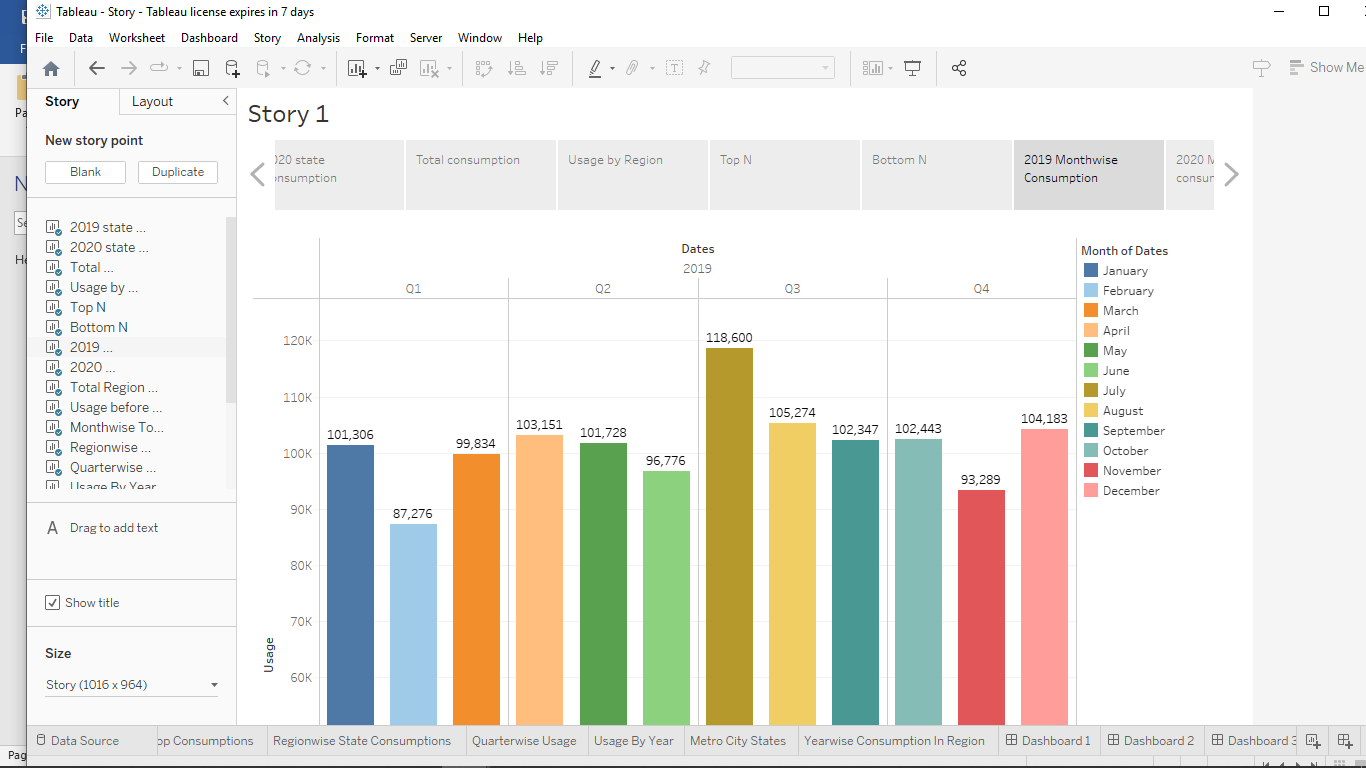 Tableau - Story - Tableau license expires in 7 days
File Data Worksheet Dashboard Story Analysis Format Server Window Help
Show Me
Story Layout
New story point
Blank Duplicate
2019 state ...
2020 state ...
Total ...
Usage by ...
Top N
Bottom N
2019 ...
2020 ...
Total Region ...
Usage before ...
Monthwise To...
Regionwise ...
Quarterwise ...
Usage By Year
A Drag to add text
Show title
Size
Story (1016 x 964)
Story 1
020 state
onsumption
Total consumption
Usage by Region
Top N
Bottom N
2019 Monthwise
Consumption
2020 M
consur
Dates
2019
Q1 Q2 Q3 Q4
120K
110K
100K
90K
80K
70K
60K
Usage
101,306
87,276
99,834
103,151
101,728
96,776
118,600
105,274
102,347
102,443
93,289
104,183
Month of Dates
January
February
March
April
May
June
July
August
September
October
November
December
Data Source op Consumptions Regionwise State Consumptions Quarterwise Usage Usage By Year Metro City States Yearwise Consumption In Region Dashboard 1 Dashboard 2 Dashboard 3
Pag